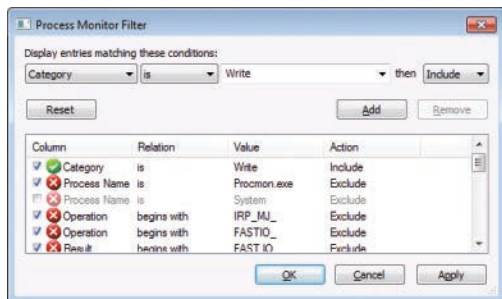 Process Monitor Filter
Display entries matching these conditions:
Category is Write then Include
Reset Add Remove
Column Relation Value Action
Category is Write Include
Process Name is Procmon.exe Exclude
Process Name is System Exclude
Operation begins with IRP_MJ_ Exclude
Operation begins with FASTIO_ Exclude
Result begins with FAST IO Exclude
OK Cancel Apply